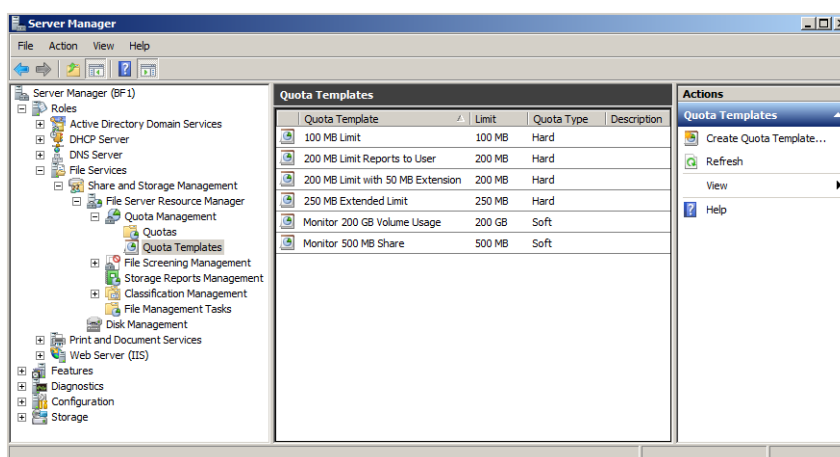 Server Manager
File Action View Help
Server Manager (BF1)
Roles
Active Directory Domain Services
DHCP Server
DNS Server
File Services
Share and Storage Management
File Server Resource Manager
Quota Management
Quotas
Quota Templates
File Screening Management
Storage Reports Management
Classification Management
File Management Tasks
Disk Management
Print and Document Services
Web Server (IIS)
Features
Diagnostics
Configuration
Storage
Quota Templates
Quota Template Limit Quota Type Description
100 MB Limit 100 MB Hard
200 MB Limit Reports to User 200 MB Hard
200 MB Limit with 50 MB Extension 200 MB Hard
250 MB Extended Limit 250 MB Hard
Monitor 200 GB Volume Usage 200 GB Soft
Monitor 500 MB Share 500 MB Soft
Actions
Quota Templates
Create Quota Template...
Refresh
View
Help